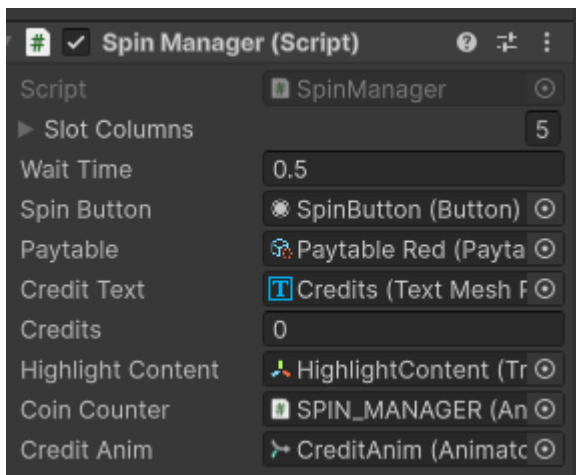 # Spin Manager (Script)
Script # SpinManager
Slot Columns 5
Wait Time 0.5
Spin Button SpinButton (Button)
Paytable Paytable Red (Payta
Credit Text T Credits (Text Mesh P
Credits 0
Highlight Content HighlightContent (Tr
Coin Counter # SPIN_MANAGER (An
Credit Anim CreditAnim (Animato